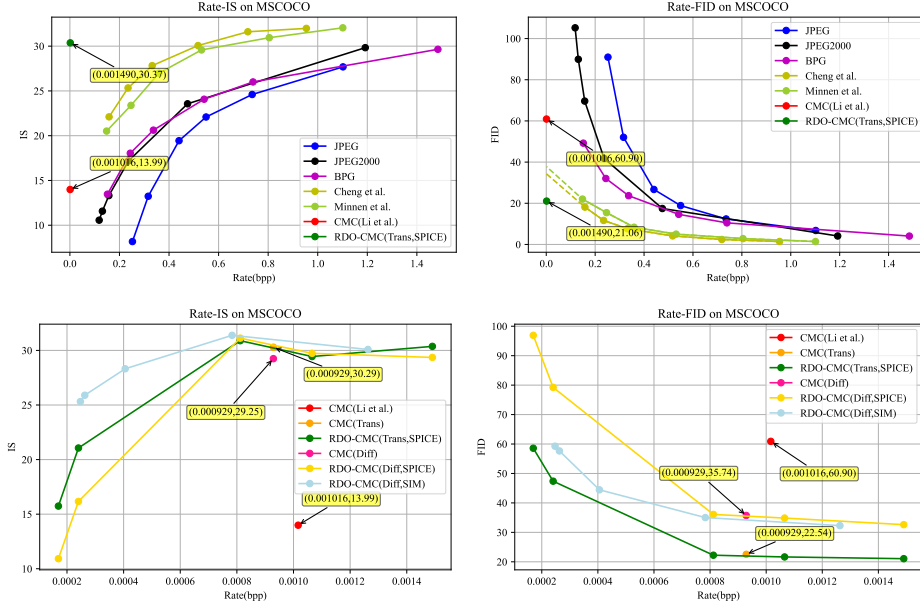 Rate-IS on MSCOCO
30
25
20
15
10
IS
(0.001490,30.37)
(0.001016,13.99)
JPEG
JPEG2000
BPG
Cheng et al.
Minnen et al.
CMC(Li et al.)
RDO-CMC(Trans,SPICE)
0.0
0.2
0.4
0.6
0.8
1.0
1.2
1.4
Rate(bpp)
Rate-FID on MSCOCO
100
80
60
40
20
0
FID
(0.001016,60.90)
(0.001490,21.06)
JPEG
JPEG2000
BPG
Cheng et al.
Minnen et al.
CMC(Li et al.)
RDO-CMC(Trans,SPICE)
0.0
0.2
0.4
0.6
0.8
1.0
1.2
1.4
Rate(bpp)
Rate-IS on MSCOCO
30
25
15
10
IS
(0.000929,30.29)
(0.000929,29.25)
CMC(Li et al.)
CMC(Trans)
RDO-CMC(Trans,SPICE)
CMC(Diff)
RDO-CMC(Diff,SPICE)
RDO-CMC(Diff,SIM)
(0.001016,13.99)
20
0.0002
0.0004
0.0006
0.0008
0.0010
0.0012
0.0014
Rate(bpp)
Rate-FID on MSCOCO
100
90
80
70
60
50
40
30
20
FID
CMC(Li et al.)
CMC(Trans)
RDO-CMC(Trans,SPICE)
CMC(Diff)
RDO-CMC(Diff,SPICE)
RDO-CMC(Diff,SIM)
(0.000929,35.74)
(0.001016,60.90)
(0.000929,22.54)
0.0002
0.0004
0.0006
0.0008
0.0010
0.0012
0.0014
Rate(bpp)